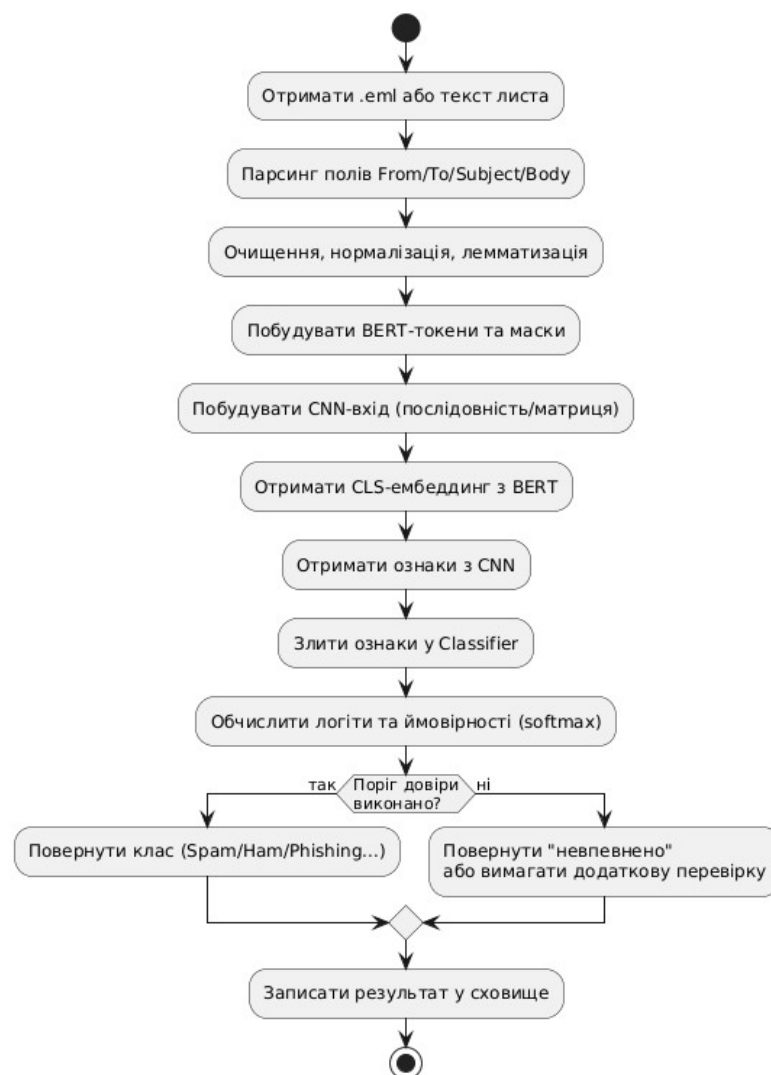 Отримати .eml або текст листа
Парсинг полів From/To/Subject/Body
Очищення, нормалізація, лемматизація
Побудувати BERT-токени та маски
Побудувати CNN-вхід (послідовність/матриця)
Отримати CLS-ембеддинг з BERT
Отримати ознаки з CNN
Злити ознаки у Classifier
Обчислити логіти та ймовірності (softmax)
так
Поріг довіри
виконано?
ні
Повернути клас (Spam/Ham/Phishing...)
Повернути "невпевнено"
або вимагати додаткову перевірку
Записати результат у сховище